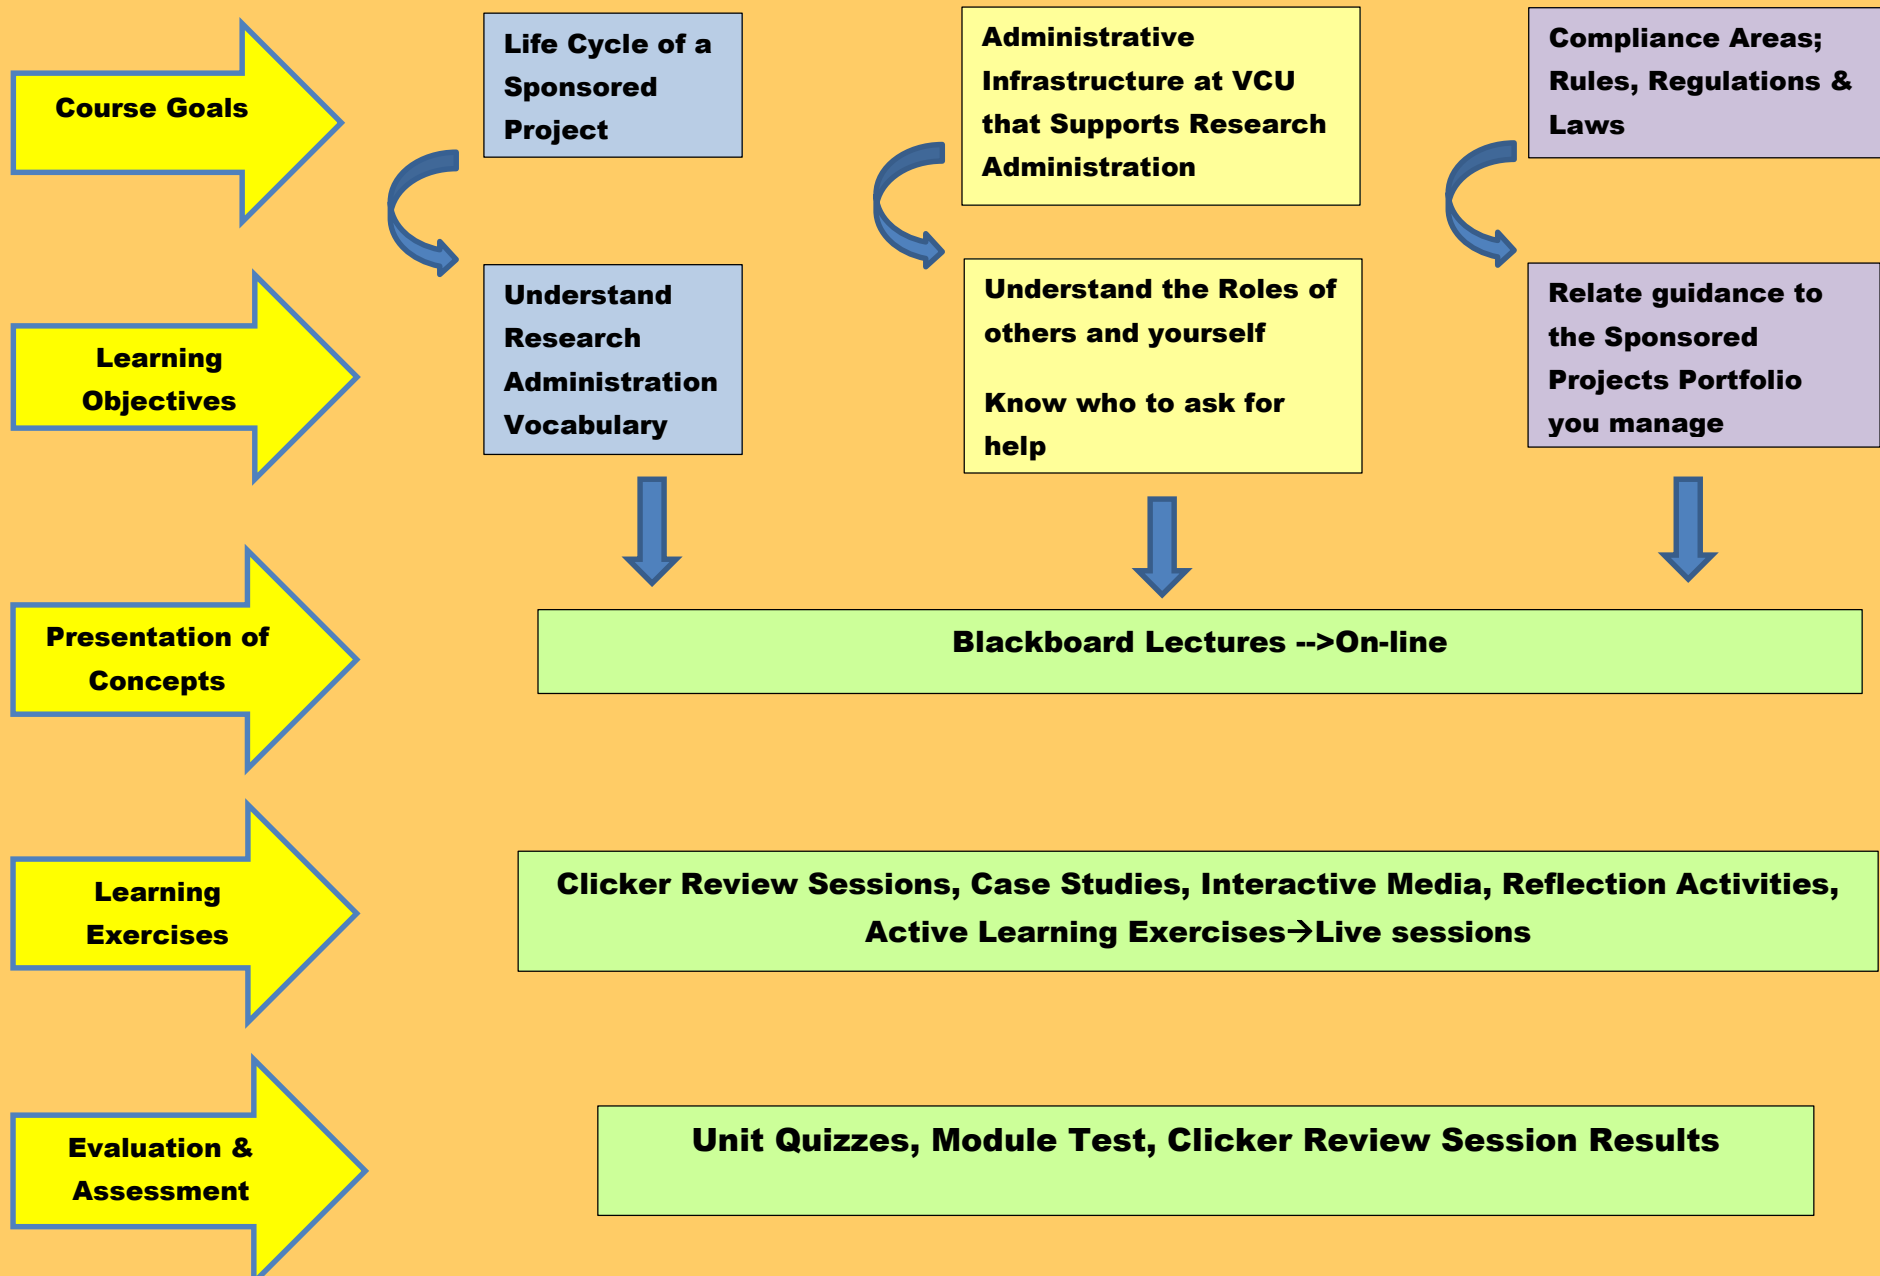 Course Goals
Life Cycle of a
Sponsored
Project
Administrative
Infrastructure at VCU
that Supports Research
Administration
Compliance Areas;
Rules, Regulations &
Laws
Learning
Objectives
Understand
Research
Administration
Vocabulary
Understand the Roles of
others and yourself
Know who to ask for
help
Relate guidance to
the Sponsored
Projects Portfolio
you manage
Presentation of
Concepts
Blackboard Lectures -->On-line
Learning
Exercises
Clicker Review Sessions, Case Studies, Interactive Media, Reflection Activities,
Active Learning Exercises→Live sessions
Evaluation &
Assessment
Unit Quizzes, Module Test, Clicker Review Session Results